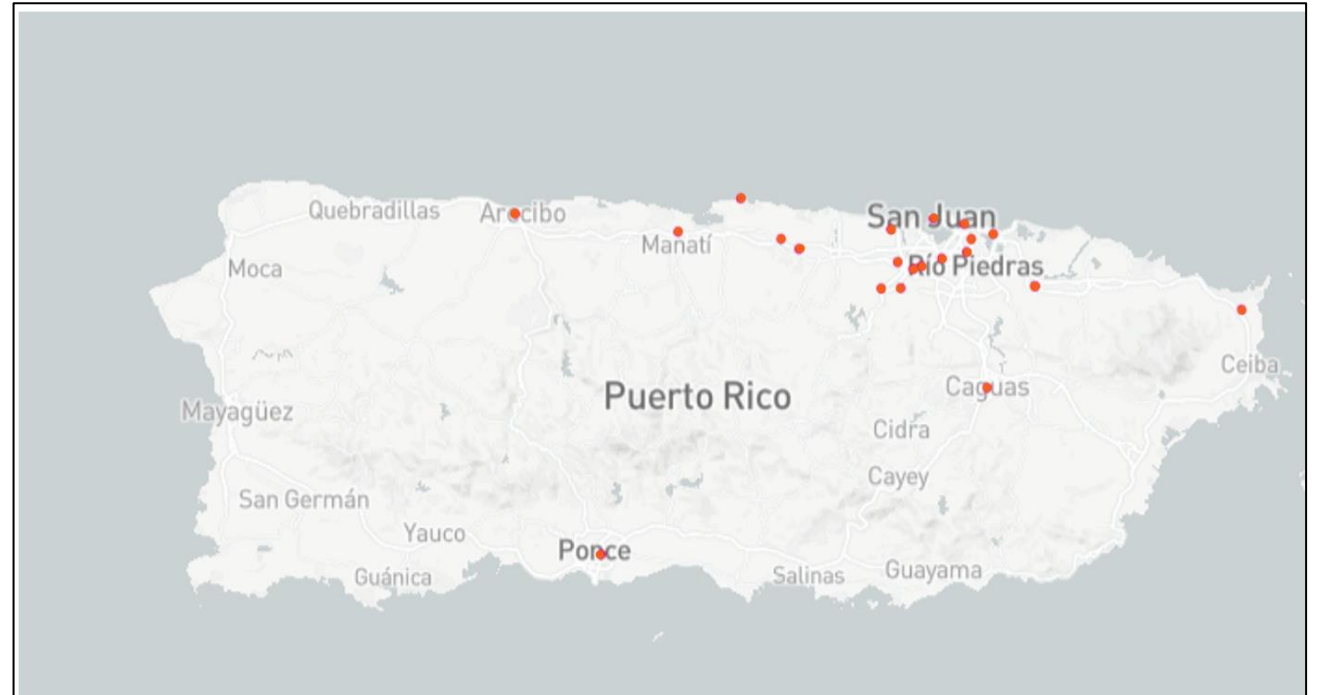 Quebradillas
Arecibo
San Juan
Manatí
Río Piedras
Moca
Ceiba
Caguas
Puerto Rico
Mayagüez
Cidra
Cayey
San Germán
Yauco
Ponce
Guánica
Salinas
Guayama